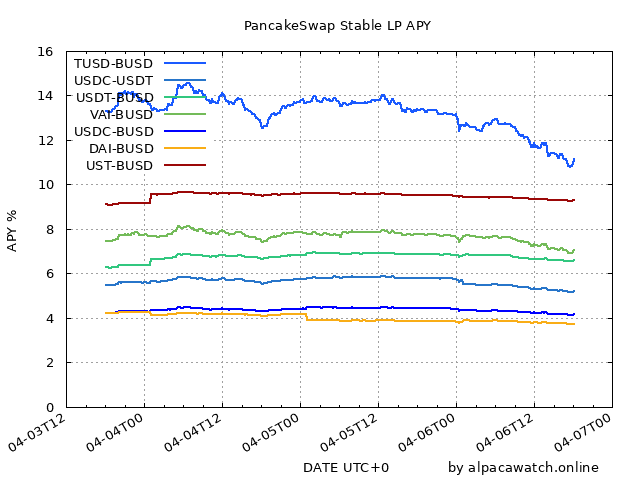 PancakeSwap Stable LP APY
16
14
12
10
8
6
4
2
0
APY %
TUSD-BUSD
USDC-USDT
USDT-BUSD
VAI-BUSD
USDC-BUSD
DAI-BUSD
UST-BUSD
04-03T12
04-04T00
04-04T12
04-05T00
04-05T12
04-06T00
04-06T12
04-07T00
DATE UTC+0
by alpacawatch.online